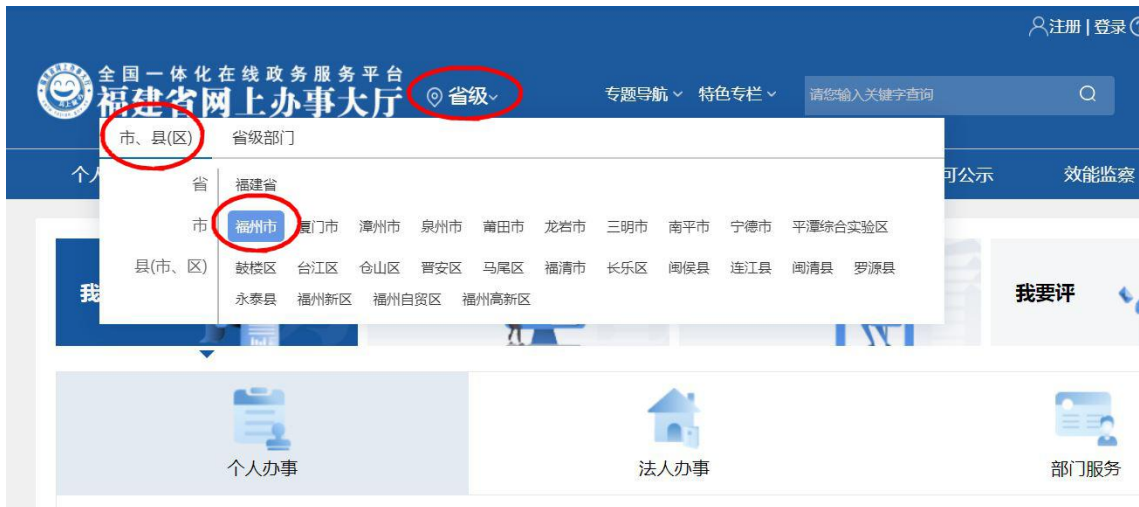 注册 | 登录
全国一体化在线政务服务平台
福建省网上办事大厅
省级
专题导航
特色专栏
请您输入关键字查询
市、县(区)
省级部门
个人
可公示
效能监察
省
福建省
市
福州市 厦门市 漳州市 泉州市 莆田市 龙岩市 三明市 南平市 宁德市 平潭综合实验区
县(市、区)
鼓楼区 台江区 仓山区 晋安区 马尾区 福清市 长乐区 闽侯县 连江县 闽清县 罗源县
永泰县 福州新区 福州自贸区 福州高新区
我
我要评
个人办事
法人办事
部门服务